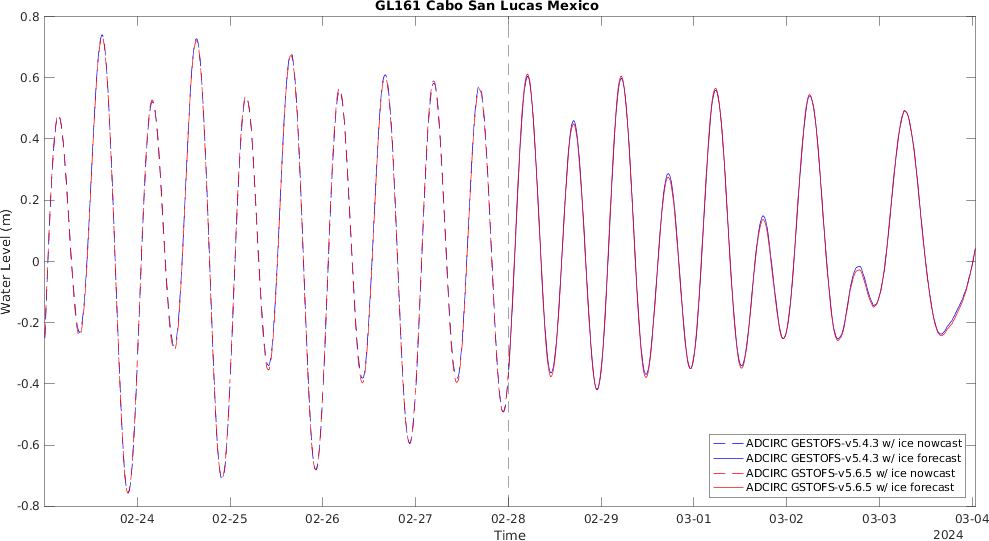 GL161 Cabo San Lucas Mexico
0.8
0.6
0.4
0.2
0
-0.2
-0.4
-0.6
-0.8
Water Level (m)
ADCIRC GESTOFS-v5.4.3 w/ ice nowcast
ADCIRC GESTOFS-v5.4.3 w/ ice forecast
ADCIRC GSTOFS-v5.6.5 w/ ice nowcast
ADCIRC GSTOFS-v5.6.5 w/ ice forecast
02-24 02-25 02-26 02-27 02-28 02-29 03-01 03-02 03-03 03-04
Time
2024